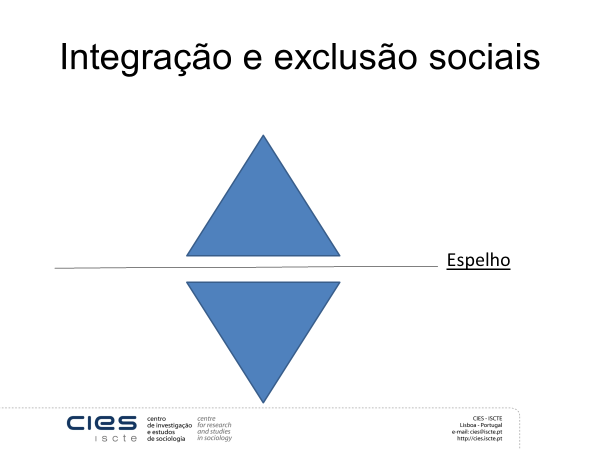 Integração e exclusão sociais
Espelho
cies
iscte
centro
de investigação
e estudos
de sociologia
centre
for research
and studies
in sociology
CIES - ISCTE
Lisboa - Portugal
e-mail: cies@iscte.pt
http://cies.iscte.pt